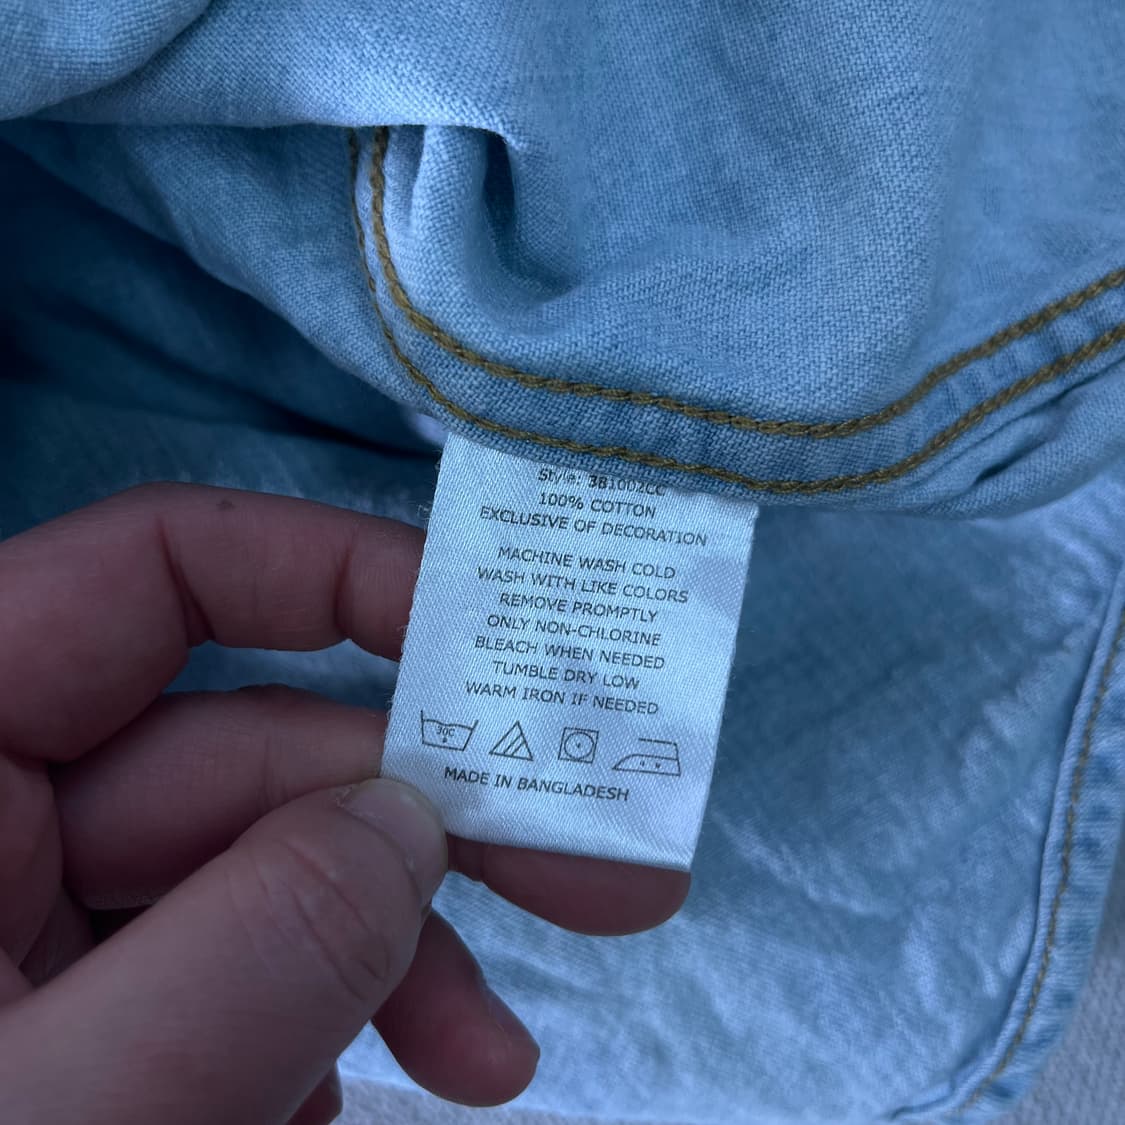 Style: 381002CC
100% COTTON
EXCLUSIVE OF DECORATION
MACHINE WASH COLD
WASH WITH LIKE COLORS
REMOVE PROMPTLY
ONLY NON-CHLORINE
BLEACH WHEN NEEDED
TUMBLE DRY LOW
WARM IRON IF NEEDED
30C
MADE IN BANGLADESH